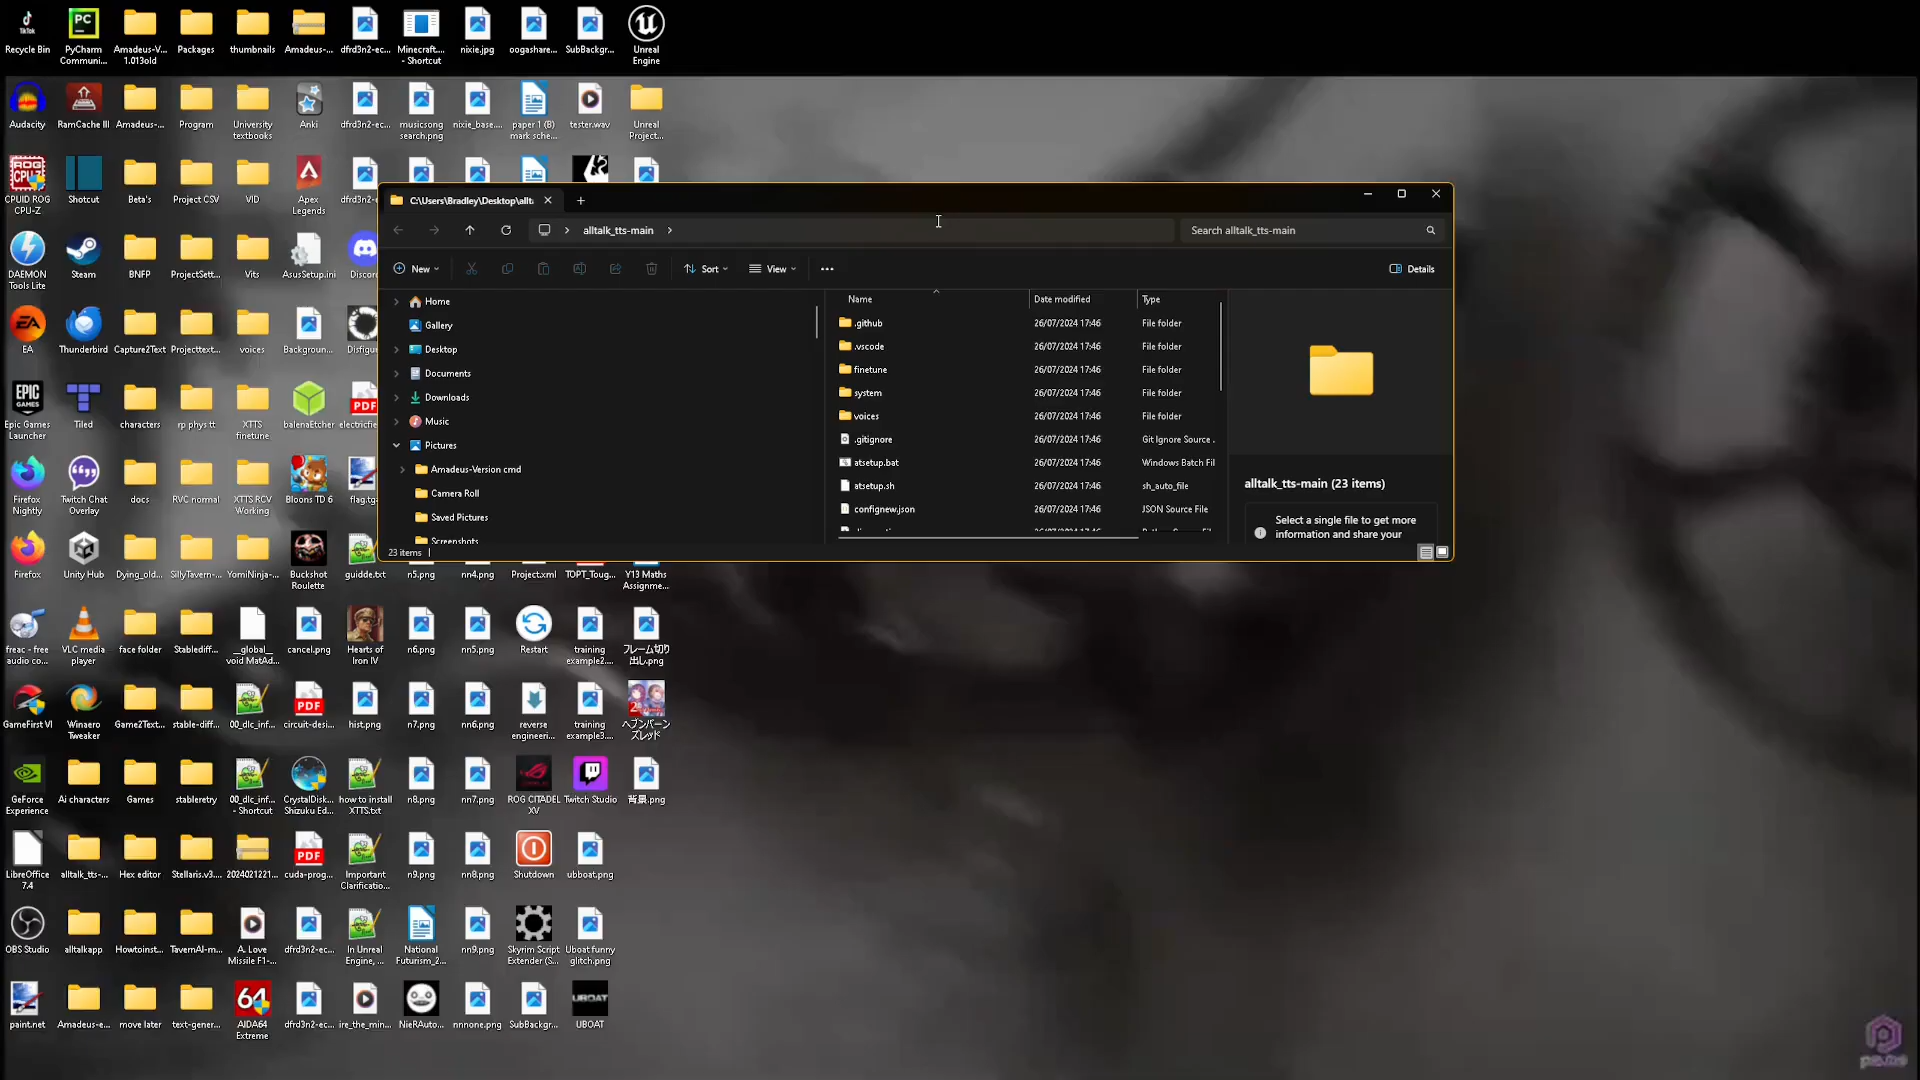 Recycle Bin
PyCharm
Communi...
Amadeus-V...
1.013old
Packages
thumbnails
Amadeus-...
dfrd3n2-ec...
Minecraft...
- Shortcut
nixie.jpg
oogashare...
SubBackgr...
Unreal
Engine
Audacity
RamCache III
Amadeus-...
Program
University
textbooks
Anki
dfrd3n2-ec...
musicsong
search.png
nixie_base....
paper 1 (B)
mark sche...
tester.wav
Unreal
Project...
CPUID ROG
CPU-Z
Shotcut
Beta's
Project CSV
VID
Apex
Legends
C:\Users\Bradley\Desktop\allt
alltalk_tts-main
Search alltalk_tts-main
DAEMON
Tools Lite
Steam
BNFP
ProjectSett...
Vits
AsusSetup.ini
Discord
New
Sort
View
Details
Home
Gallery
Desktop
Documents
Downloads
Music
Pictures
Amadeus-Version cmd
Camera Roll
Saved Pictures
Screenshots
23 items
Name
Date modified
Type
.github
26/07/2024 17:46
File folder
.vscode
26/07/2024 17:46
File folder
finetune
26/07/2024 17:46
File folder
system
26/07/2024 17:46
File folder
voices
26/07/2024 17:46
File folder
.gitignore
26/07/2024 17:46
Git Ignore Source .
atsetup.bat
26/07/2024 17:46
Windows Batch Fil
atsetup.sh
26/07/2024 17:46
sh_auto_file
confignew.json
26/07/2024 17:46
JSON Source File
alltalk_tts-main (23 items)
Select a single file to get more
information and share your
EA
Thunderbird
Capture2Text
Projecttext...
voices
Backgroun...
Disfigur
EPIC
GAMES
Epic Games
Launcher
Tiled
characters
rp phys tt
XTTS
finetune
balenaEtcher
PDF
electricfie
Firefox
Nightly
Twitch Chat
Overlay
docs
RVC normal
XTTS RCV
Working
Bloons TD 6
flag.tga
Firefox
Unity Hub
Dying_old...
SillyTavern-...
YomiNinja-...
Buckshot
Roulette
guidde.txt
n5.png
nn4.png
Project.xml
TOPT_Toug...
Y13 Maths
Assignme...
freac - free
audio co...
VLC media
player
face folder
Stablediff...
__global__
void MatAd...
cancel.png
Hearts of
Iron IV
n6.png
nn5.png
Restart
training
example2....
フレーム切り
出し.png
GameFirst VI
Winaero
Tweaker
Game2Text...
stable-diff...
00_dlc_inf...
PDF
circuit-desi...
hist.png
n7.png
nn6.png
reverse
engineeri...
training
example3....
ヘブンバーン
ズレッド
GeForce
Experience
Ai characters
Games
stableretry
00_dlc_inf...
- Shortcut
CrystalDisk...
Shizuku Ed...
how to install
XTTS.txt
n8.png
nn7.png
ROG CITADEL
XV
Twitch Studio
背景.png
LibreOffice
7.4
alltalk_tts-...
Hex editor
Stellaris.v3....
2024021221...
PDF
cuda-prog...
Important
Clarificatio...
n9.png
nn8.png
Shutdown
ubboat.png
OBS Studio
alltalkapp
Howtoinst...
TavernAI-m...
A. Love
Missile F1-...
dfrd3n2-ec...
In Unreal
Engine, ...
National
Futurism_2...
nn9.png
Skyrim Script
Extender (S...
Uboat funny
glitch.png
paint.net
Amadeus-e...
move later
text-gener...
64
AIDA64
Extreme
dfrd3n2-ec...
ire_the_min...
NieRAuto...
nnnone.png
SubBackgr...
UBOAT
UBOAT